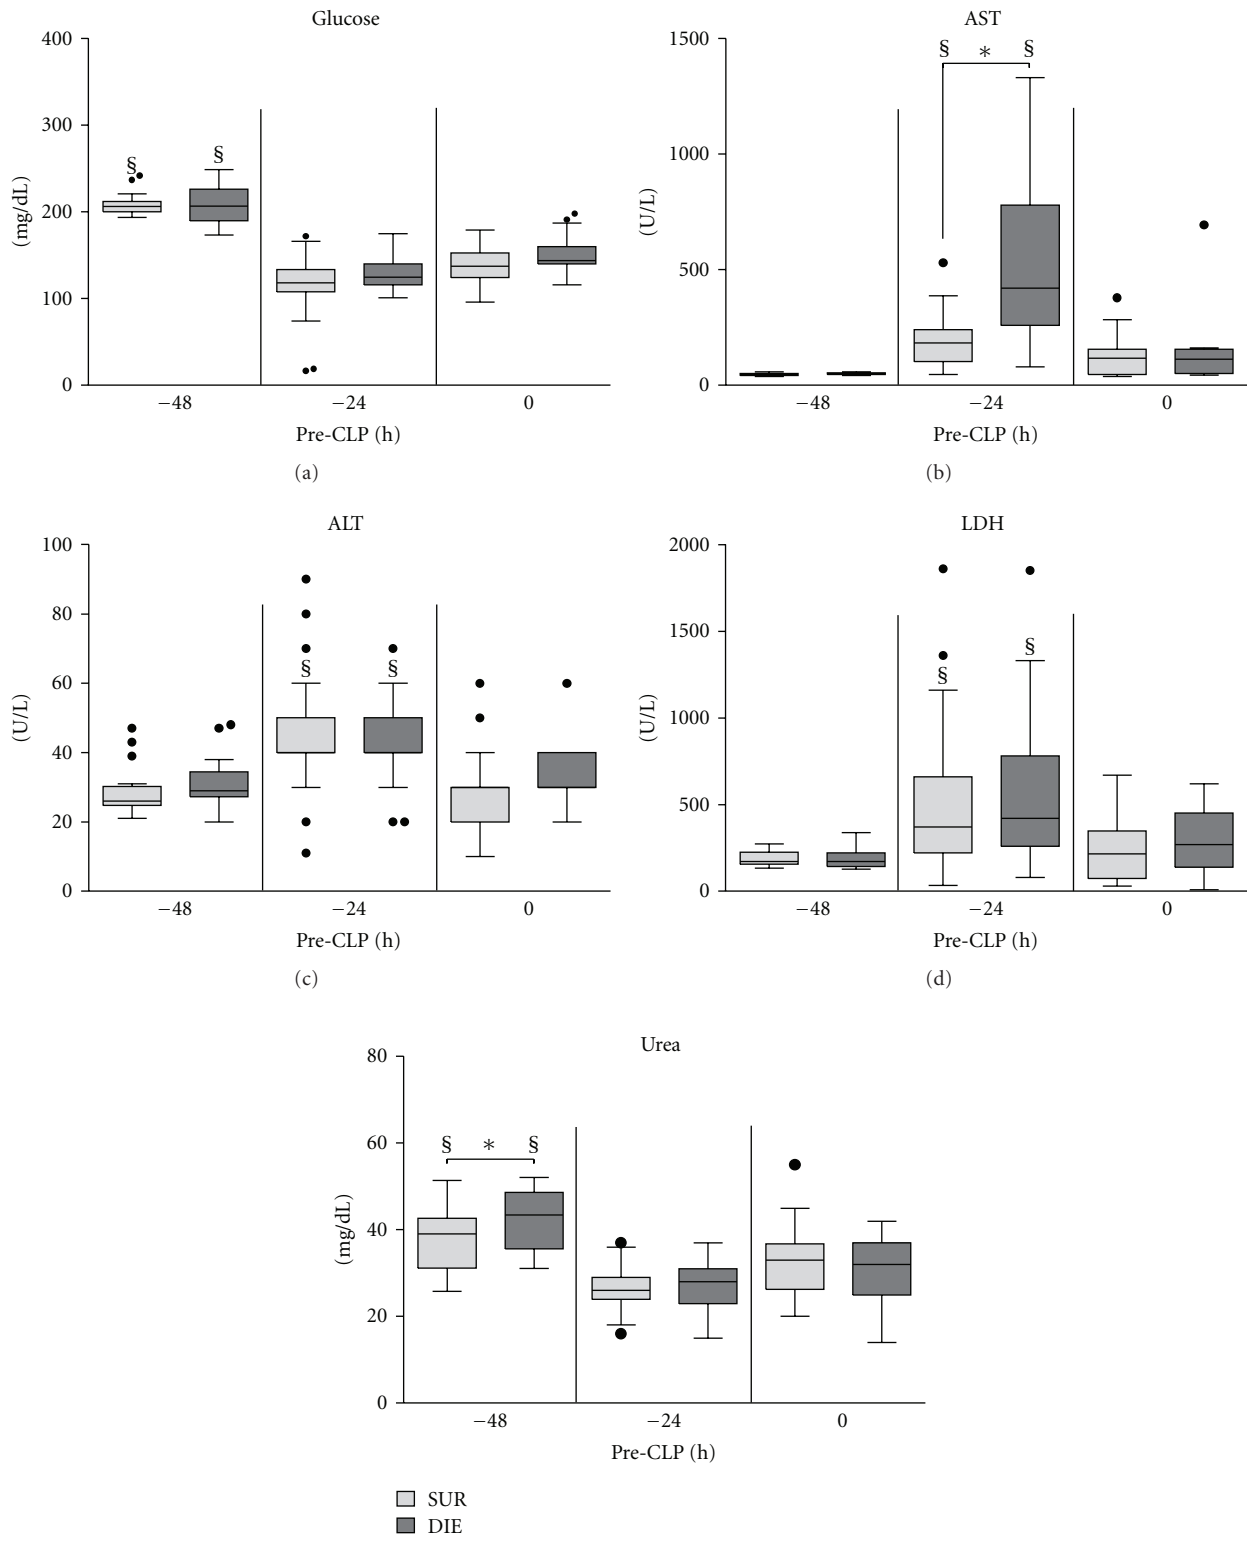 Glucose
400
300
200
100
0
(mg/dL)
§ §
−48 −24 0
Pre-CLP (h)
(a)
AST
1500
1000
500
0
(U/L)
§ * §
−48 −24 0
Pre-CLP (h)
(b)
ALT
100
80
60
40
20
0
(U/L)
§ §
−48 −24 0
Pre-CLP (h)
(c)
LDH
2000
1500
1000
500
0
(U/L)
§ §
−48 −24 0
Pre-CLP (h)
(d)
Urea
80
60
40
20
0
(mg/dL)
§ * §
−48 −24 0
Pre-CLP (h)
SUR
DIE